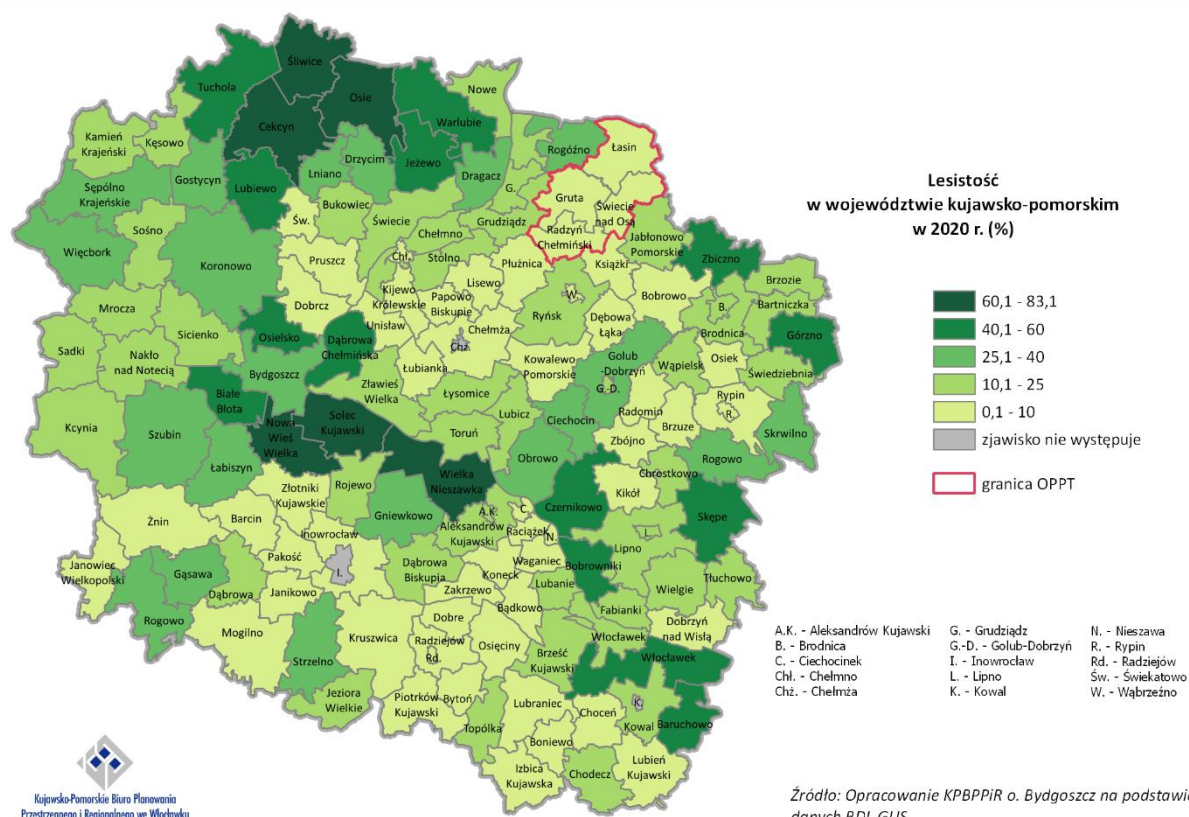 Śliwice
Tuchola
Osie
Nowe
Cekcyn
Warlubie
Kamień
Krajeński
Kęsowo
Jeżewo
Rogóźno
Łasin
Drzycim
Lniano
Gostycyn
Lubiewo
Dragacz
Sępólno
Krajeńskie
Bukowiec
G.
Gruta
Św.
Świecie
Grudziądz
Świecie
nad Osą
Sośno
Chełmno
Radzyń
Chełmiński
Więcbork
Koronowo
Pruszcz
Chł.
Stolno
Płużnica
Książki
Jabłonowo
Pomorskie
Zbiczno
Brzozie
Kijewo
Królewskie
Lisewo
Papowo
Biskupie
W.
Bobrowo
Bartniczka
Mrocza
Dobrcz
Unisław
Ryńsk
Dębowa
Łąka
B.
Brodnica
Górzno
Sicienko
Osielsko
Dąbrowa
Chełmińska
Chełmża
Chż.
Sadki
Nakło
nad Notecią
Bydgoszcz
Łubianka
Kowalewo
Pomorskie
Golub
-Dobrzyń
G.-D.
Wąpielsk
Osiek
Świedziebnia
Białe
Błota
Zławieś
Wielka
Łysomice
Rypin
R.
Kcynia
Szubin
Nowa
Wieś
Wielka
Solec
Kujawski
Toruń
Lubicz
Ciechocin
Radomin
Brzuze
Skrwilno
Łabiszyn
Wielka
Nieszawka
Obrowo
Zbójno
Rogowo
Złotniki
Kujawskie
Rojewo
Chrostkowo
Żnin
Barcin
Gniewkowo
A.K.
Aleksandrów
Kujawski
C.
Raciążek
N.
Czernikowo
Kikół
Skępe
Inowrocław
L.
Lipno
Janowiec
Wielkopolski
Gąsawa
Pakość
I.
Dąbrowa
Biskupia
Koneck
Waganiec
Bobrowniki
Tłuchowo
Dąbrowa
Janikowo
Zakrzewo
Lubanie
Wielgie
Rogowo
Mogilno
Bądkowo
Fabianki
Kruszwica
Dobre
Dobrzyń
nad Wisłą
Strzelno
Radziejów
Rd.
Osięciny
Brześć
Kujawski
Włocławek
Włocławek
Jeziora
Wielkie
Piotrków
Kujawski
Bytoń
Lubraniec
Choceń
K.
Kowal
Baruchowo
Topólka
Boniewo
Izbica
Kujawska
Chodecz
Lubień
Kujawski
Lesistość
w województwie kujawsko-pomorskim
w 2020 r. (%)
60,1 - 83,1
40,1 - 60
25,1 - 40
10,1 - 25
0,1 - 10
zjawisko nie występuje
granica OPPT
A.K. - Aleksandrów Kujawski
B. - Brodnica
C. - Ciechocinek
Chł. - Chełmno
Chż. - Chełmża
G. - Grudziądz
G.-D. - Golub-Dobrzyń
I. - Inowrocław
L. - Lipno
K. - Kowal
N. - Nieszawa
R. - Rypin
Rd. - Radziejów
Św. - Świekatowo
W. - Wąbrzeźno
Kujawsko-Pomorskie Biuro Planowania
Przestrzennego i Regionalnego we Włocławku
Źródło: Opracowanie KPBPPiR o. Bydgoszcz na podstawie
danych BDL GUS